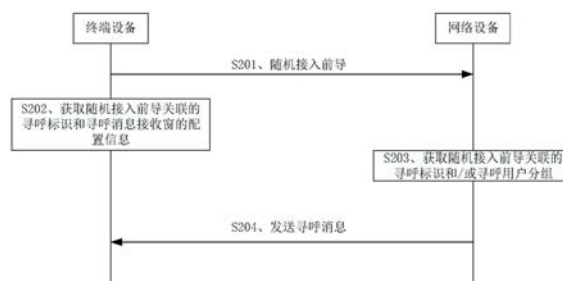 终端设备
网络设备
S201、随机接入前导
S202、获取随机接入前导关联的
寻呼标识和寻呼消息接收窗的配
置信息
S203、获取随机接入前导关联的
寻呼标识和/或寻呼用户分组
S204、发送寻呼消息